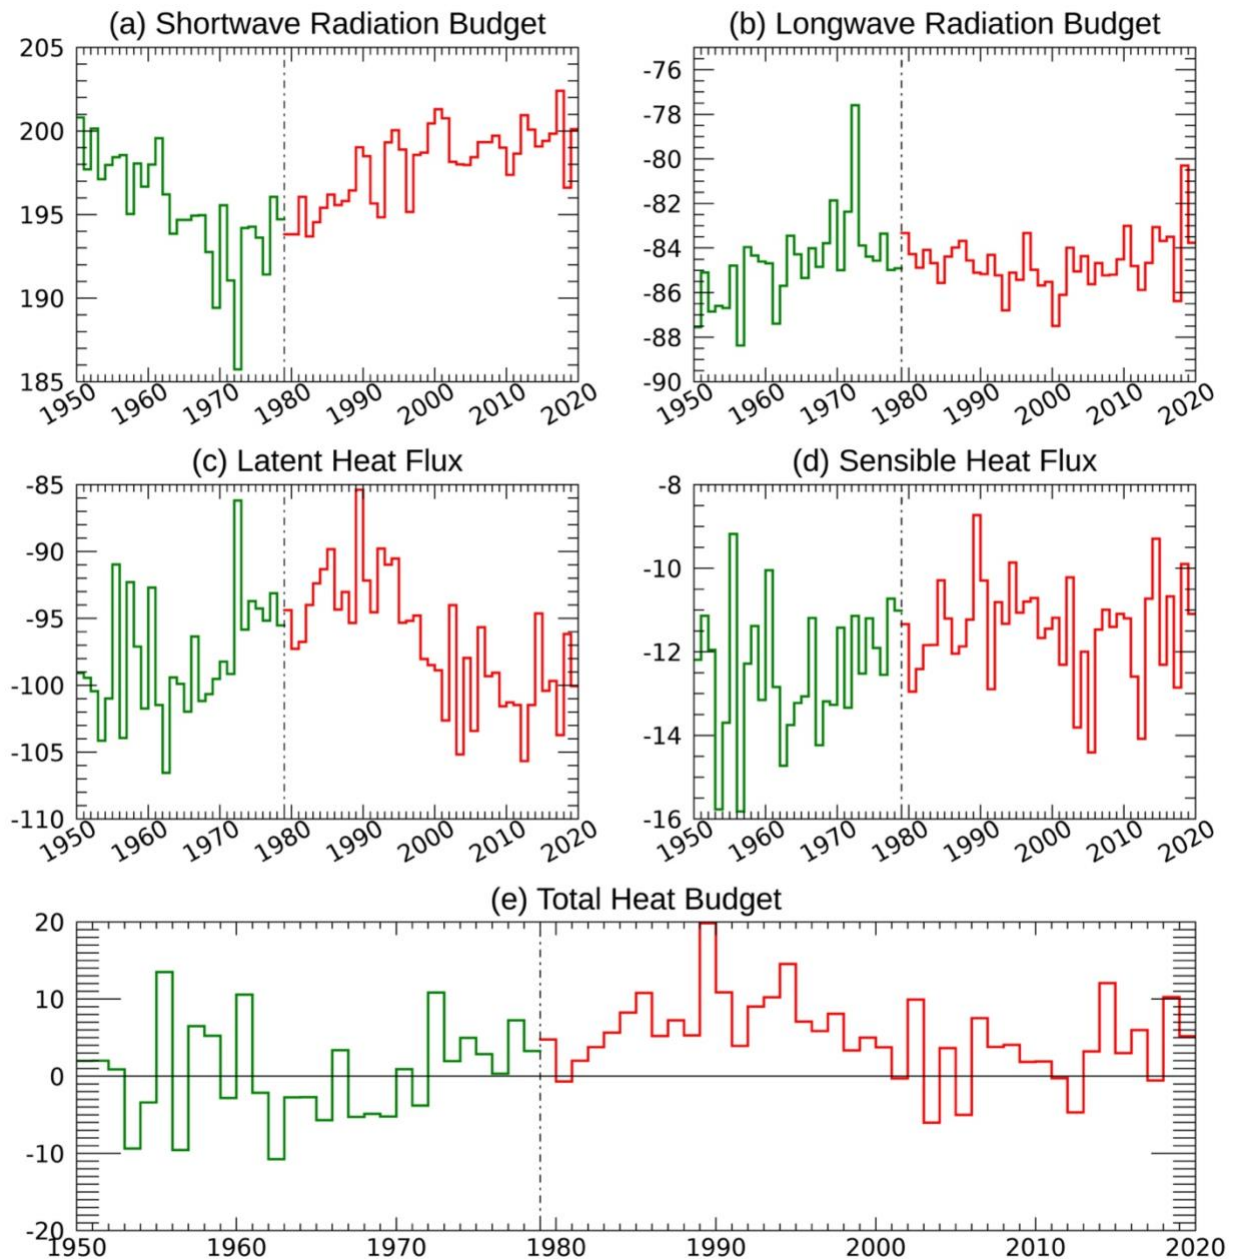 (a) Shortwave Radiation Budget
205
200
195
190
185
1950 1960 1970 1980 1990 2000 2010 2020
(b) Longwave Radiation Budget
-76
-78
-80
-82
-84
-86
-88
-90
1950 1960 1970 1980 1990 2000 2010 2020
(c) Latent Heat Flux
-85
-90
-95
-100
-105
-110
1950 1960 1970 1980 1990 2000 2010 2020
(d) Sensible Heat Flux
-8
-10
-12
-14
-16
1950 1960 1970 1980 1990 2000 2010 2020
(e) Total Heat Budget
20
10
0
-10
-20
1950 1960 1970 1980 1990 2000 2010 2020